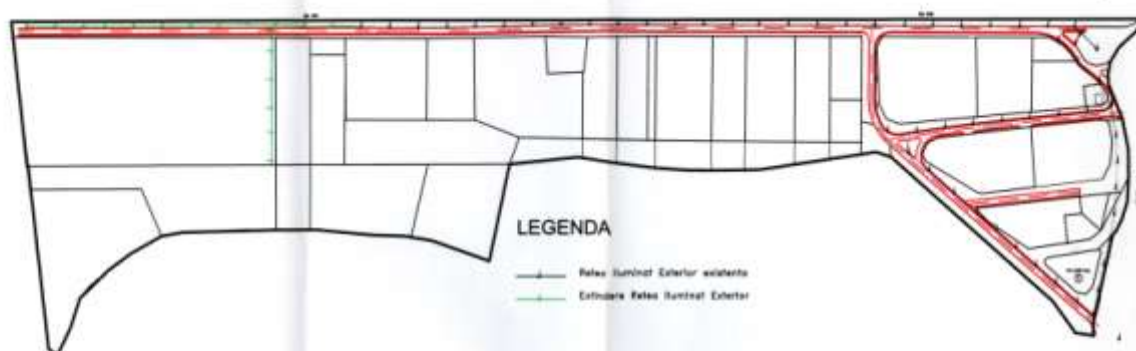 LEGENDA
Retea Iluminat Exterior existenta
Extindere Retea Iluminat Exterior